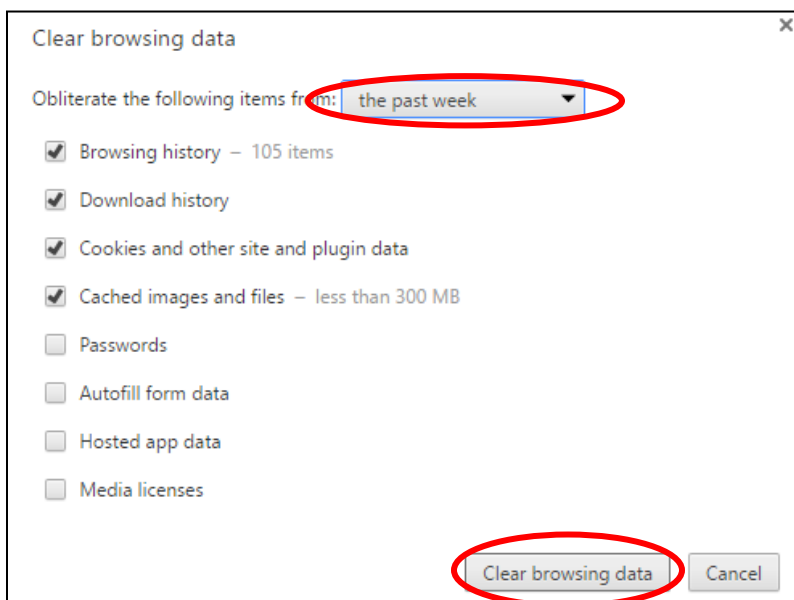 Clear browsing data
Obliterate the following items from: the past week
Browsing history – 105 items
Download history
Cookies and other site and plugin data
Cached images and files – less than 300 MB
Passwords
Autofill form data
Hosted app data
Media licenses
Clear browsing data Cancel